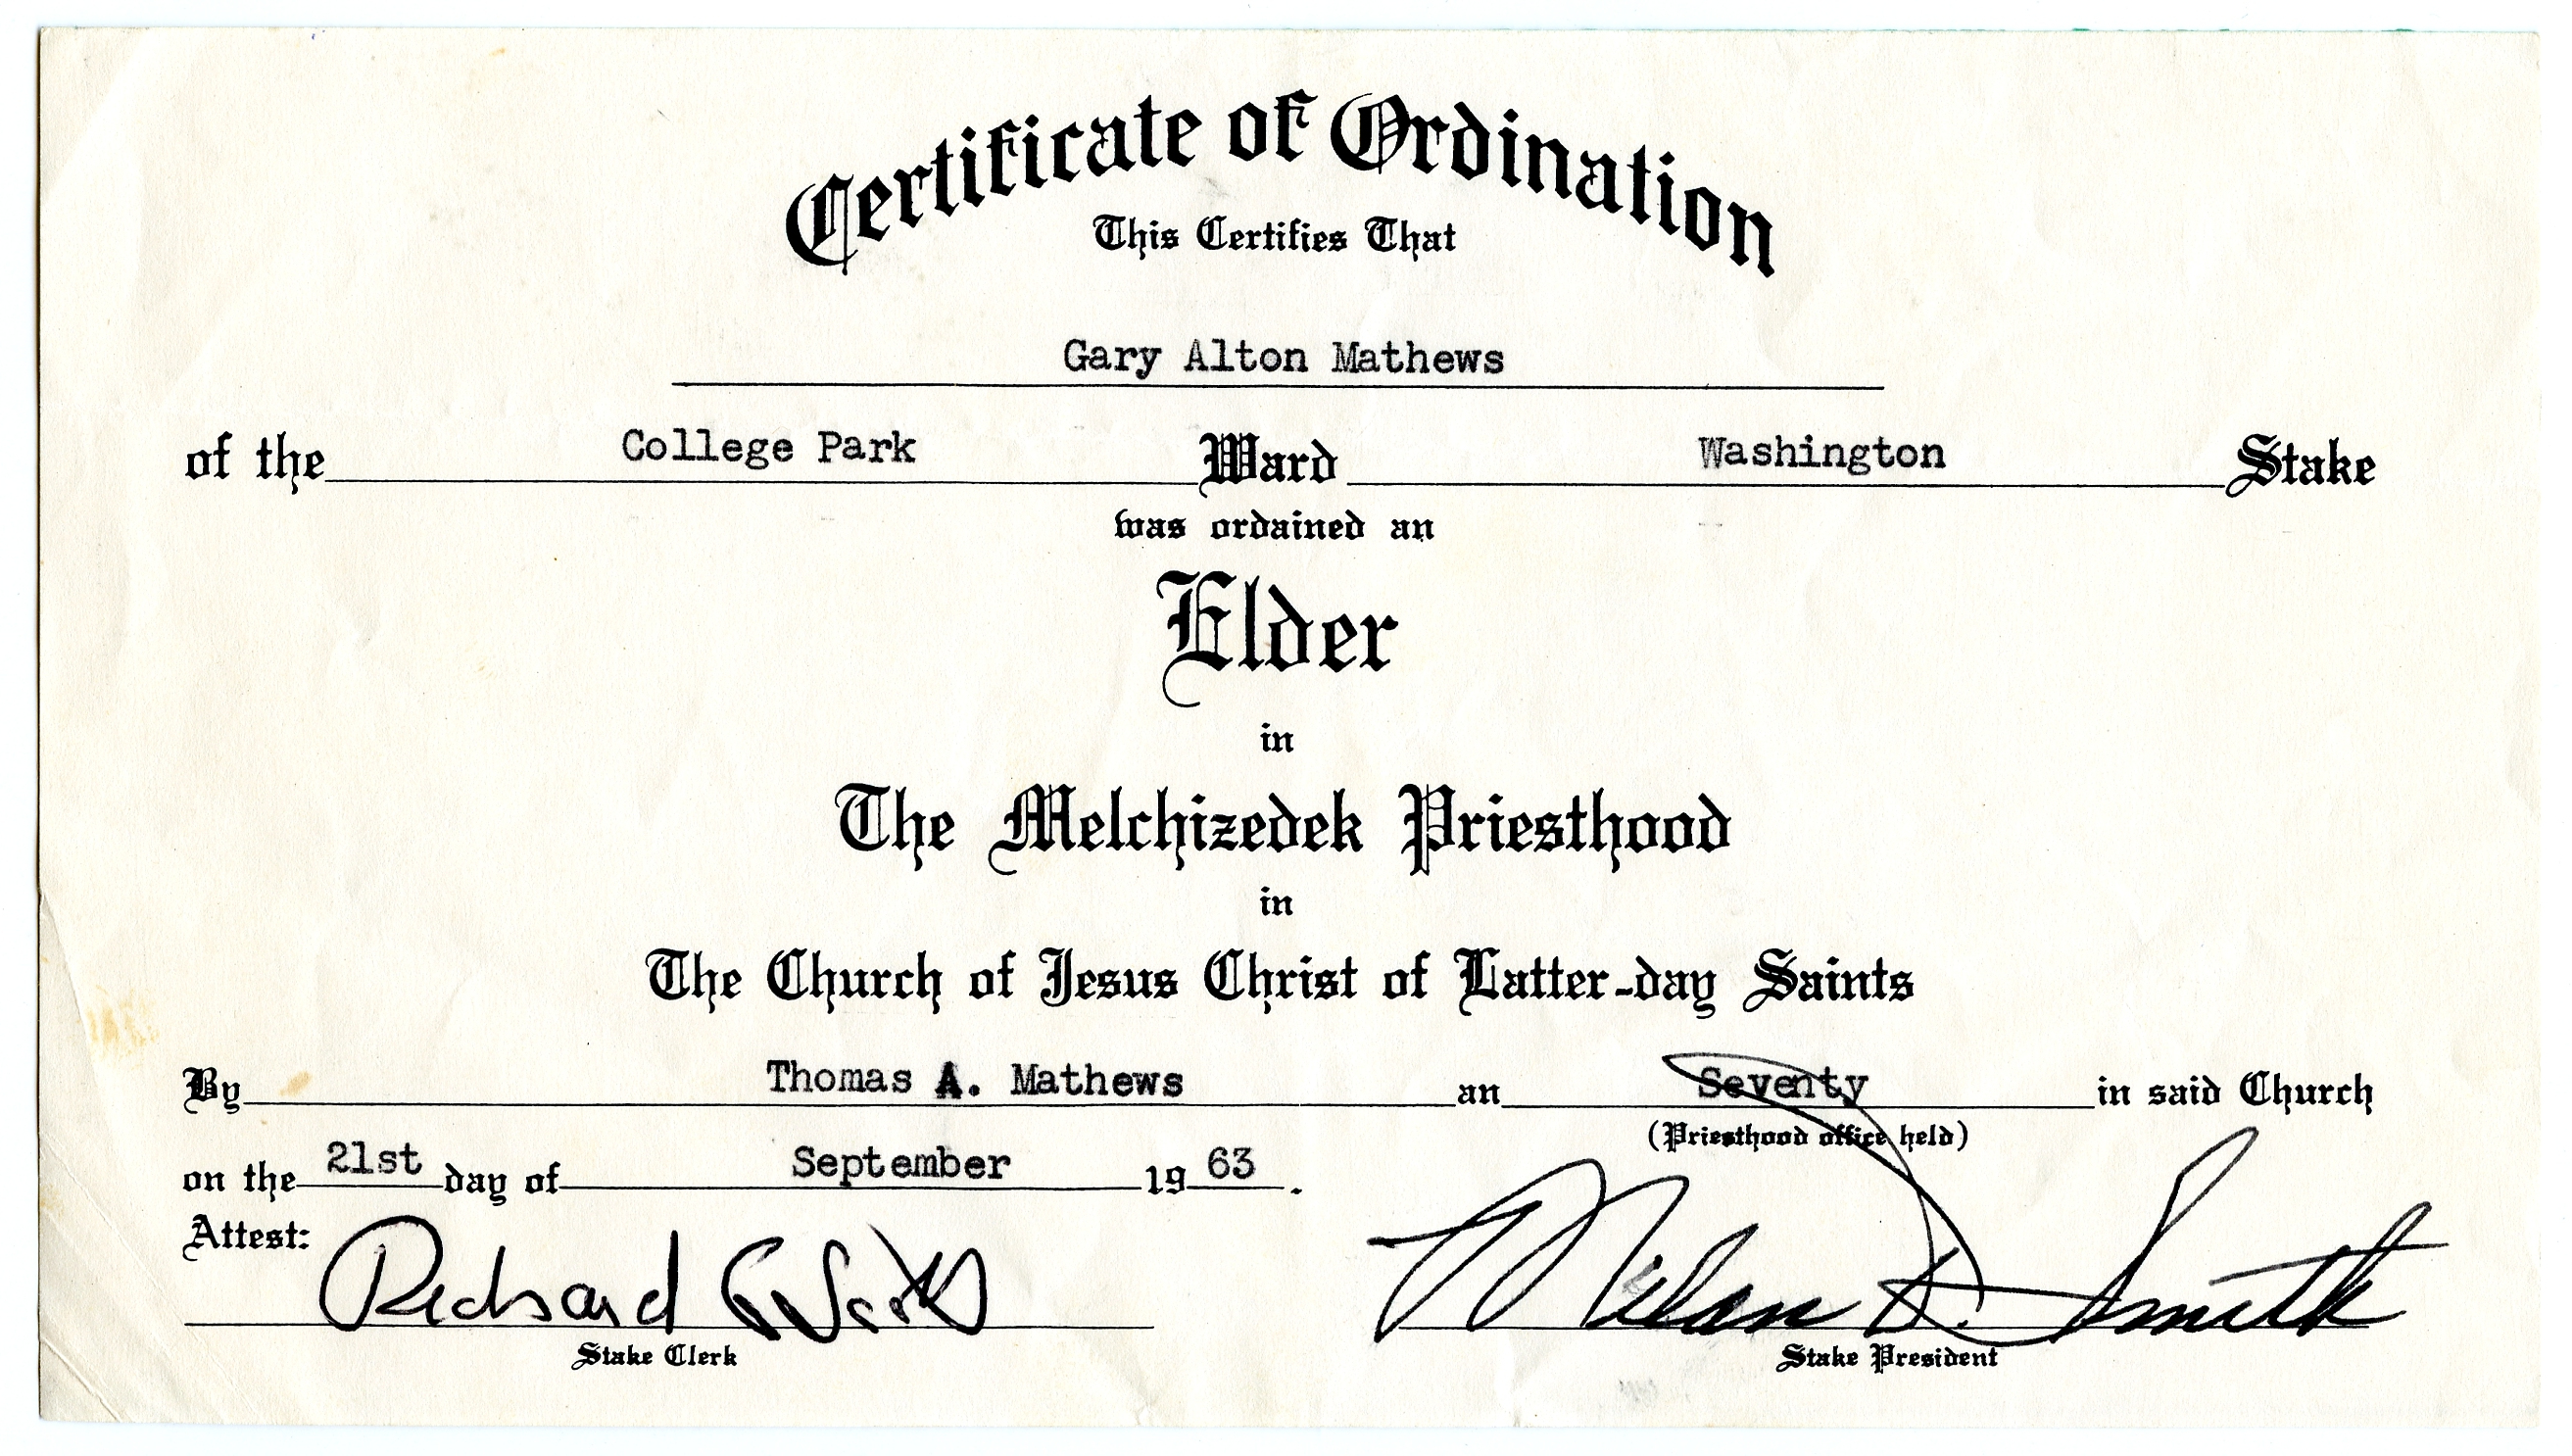 Certificate of Ordination
This Certifies That
Gary Alton Mathews
of the College Park Ward Washington Stake
was ordained an
Elder
in
The Melchizedek Priesthood
in
The Church of Jesus Christ of Latter-day Saints
By Thomas A. Mathews an Seventy in said Church
(Priesthood office held)
on the 21st day of September 1963.
Attest: Richard
Milan D. Smith
Stake Clerk Stake President